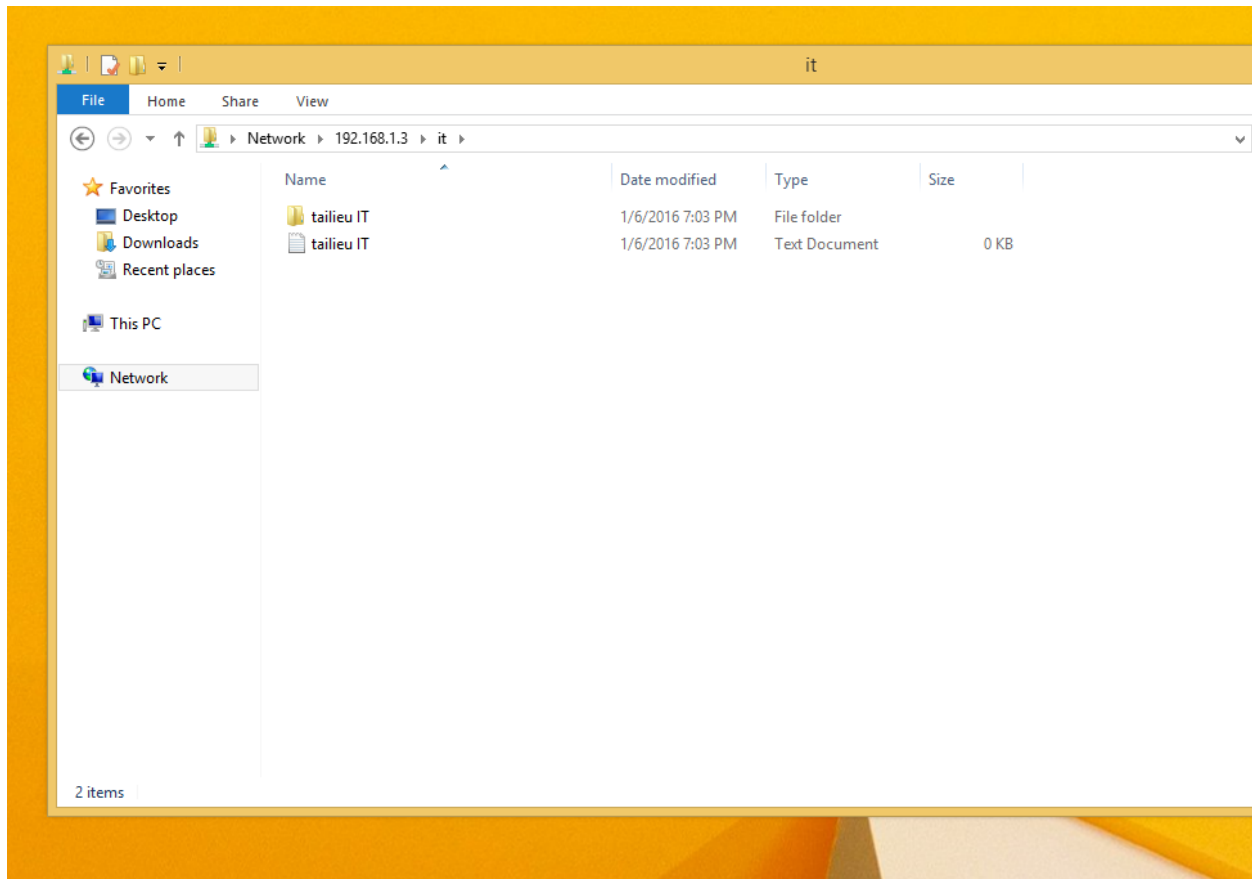 it
File Home Share View
Network 192.168.1.3 it
Favorites
Desktop
Downloads
Recent places
This PC
Network
Name Date modified Type Size
tailieu IT 1/6/2016 7:03 PM File folder
tailieu IT 1/6/2016 7:03 PM Text Document 0 KB
2 items